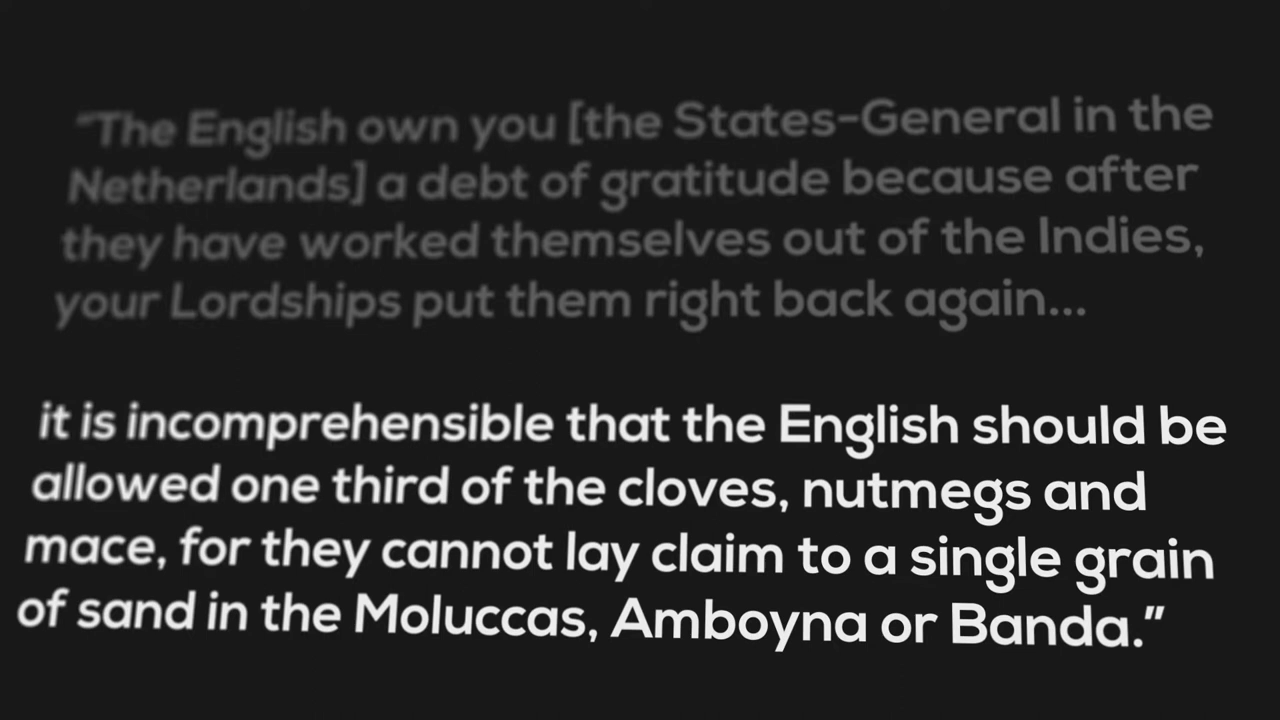 "The English own you [the States-General in the
Netherlands] a debt of gratitude because after
they have worked themselves out of the Indies,
your Lordships put them right back again...
it is incomprehensible that the English should be
allowed one third of the cloves, nutmegs and
mace, for they cannot lay claim to a single grain
of sand in the Moluccas, Amboyna or Banda."